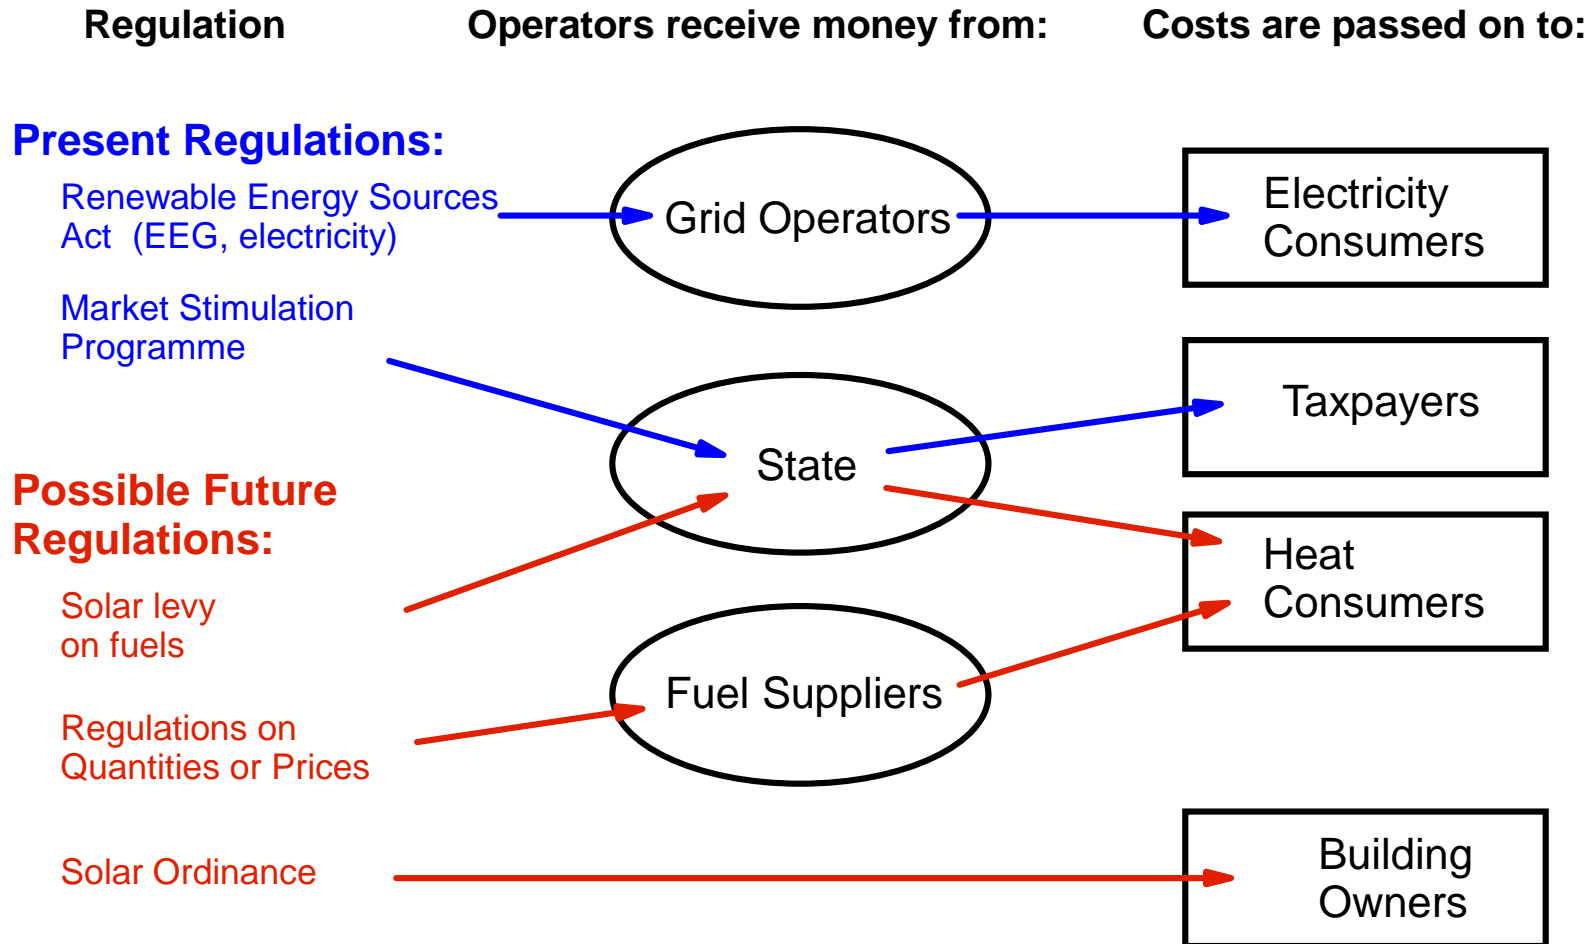 Regulation
Operators receive money from:
Costs are passed on to:
Present Regulations:
Renewable Energy Sources
Act  (EEG, electricity)
Grid Operators
Electricity
Consumers
Market Stimulation
Programme
State
Taxpayers
Possible Future
Regulations:
Heat
Consumers
Solar levy
on fuels
Fuel Suppliers
Regulations on
Quantities or Prices
Solar Ordinance
Building
Owners